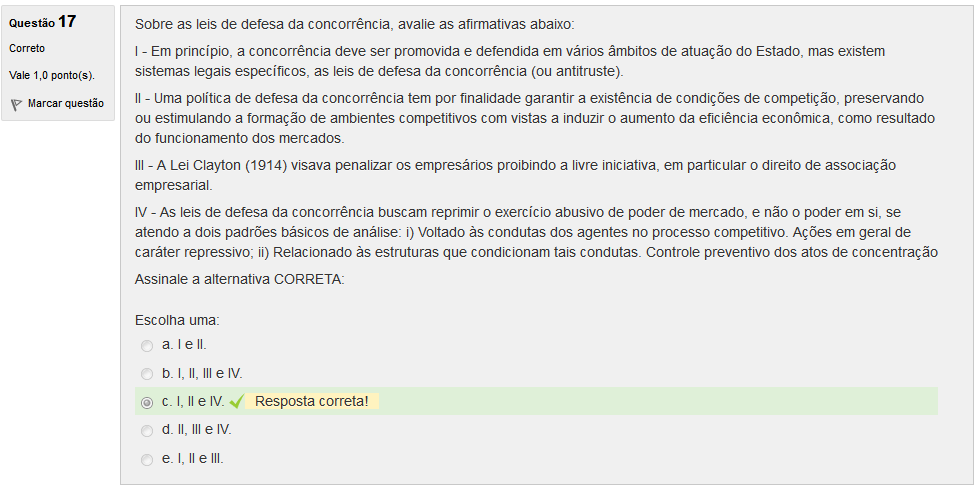 Questão 17
Correto
Vale 1,0 ponto(s).
Marcar questão
Sobre as leis de defesa da concorrência, avalie as afirmativas abaixo:
I - Em princípio, a concorrência deve ser promovida e defendida em vários âmbitos de atuação do Estado, mas existem
sistemas legais específicos, as leis de defesa da concorrência (ou antitruste).
II - Uma política de defesa da concorrência tem por finalidade garantir a existência de condições de competição, preservando
ou estimulando a formação de ambientes competitivos com vistas a induzir o aumento da eficiência econômica, como resultado
do funcionamento dos mercados.
III - A Lei Clayton (1914) visava penalizar os empresários proibindo a livre iniciativa, em particular o direito de associação
empresarial.
IV - As leis de defesa da concorrência buscam reprimir o exercício abusivo de poder de mercado, e não o poder em si, se
atendo a dois padrões básicos de análise: i) Voltado às condutas dos agentes no processo competitivo. Ações em geral de
caráter repressivo; ii) Relacionado às estruturas que condicionam tais condutas. Controle preventivo dos atos de concentração
Assinale a alternativa CORRETA:
Escolha uma:
a. I e II.
b. I, II, III e IV.
c. I, II e IV. Resposta correta!
d. II, III e IV.
e. I, II e III.